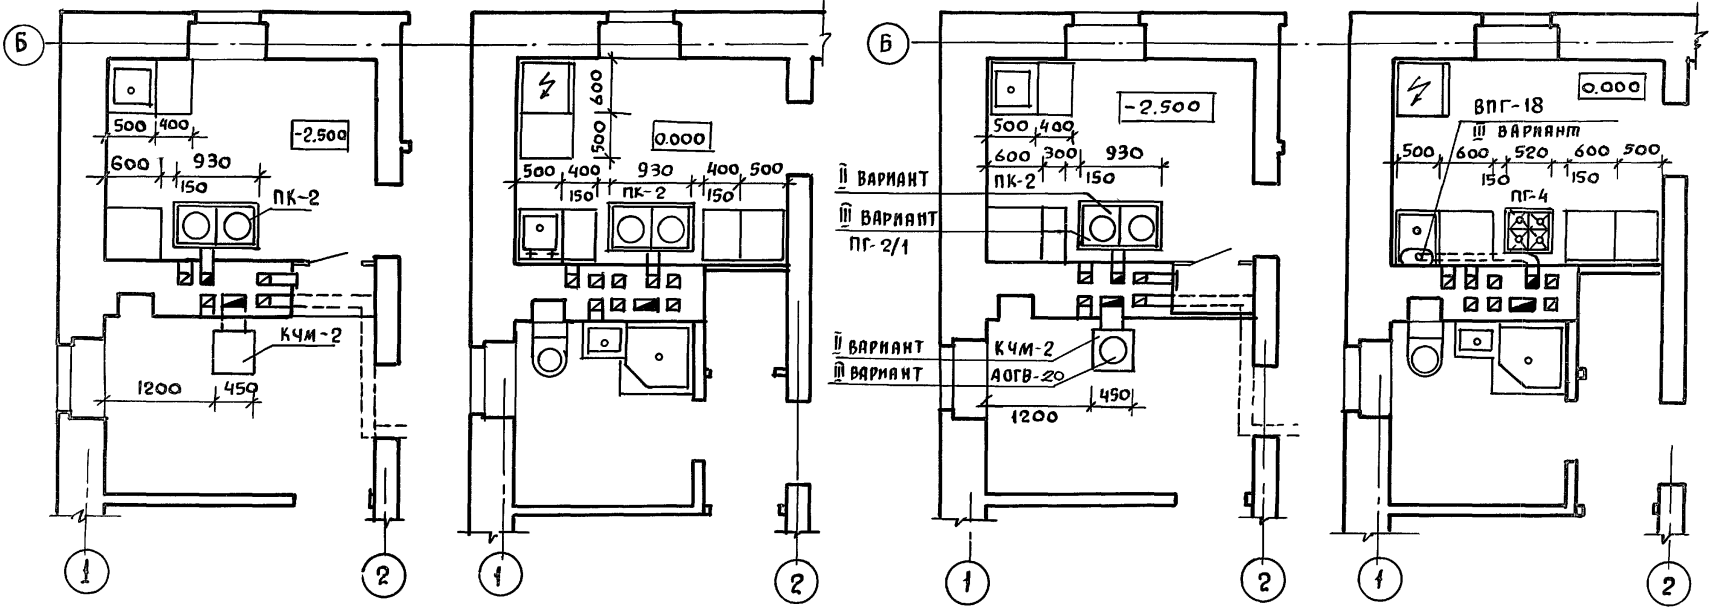 Б
500 400
-2.500
600 930
150
ПК-2
КЧМ-2
1200 450
1
2
600
500
0.000
500 400 930 400 500
150 ПК-2 150
1
2
Б
-2.500
500 400
600 300 930
II ВАРИАНТ
ПК-2
150
III ВАРИАНТ
ПГ-2/1
II ВАРИАНТ
КЧМ-2
III ВАРИАНТ
АОГВ-20
450
1200
1
2
0.000
ВПГ-18
III ВАРИАНТ
500 600 520 600 500
150 150
ПГ-4
1
2